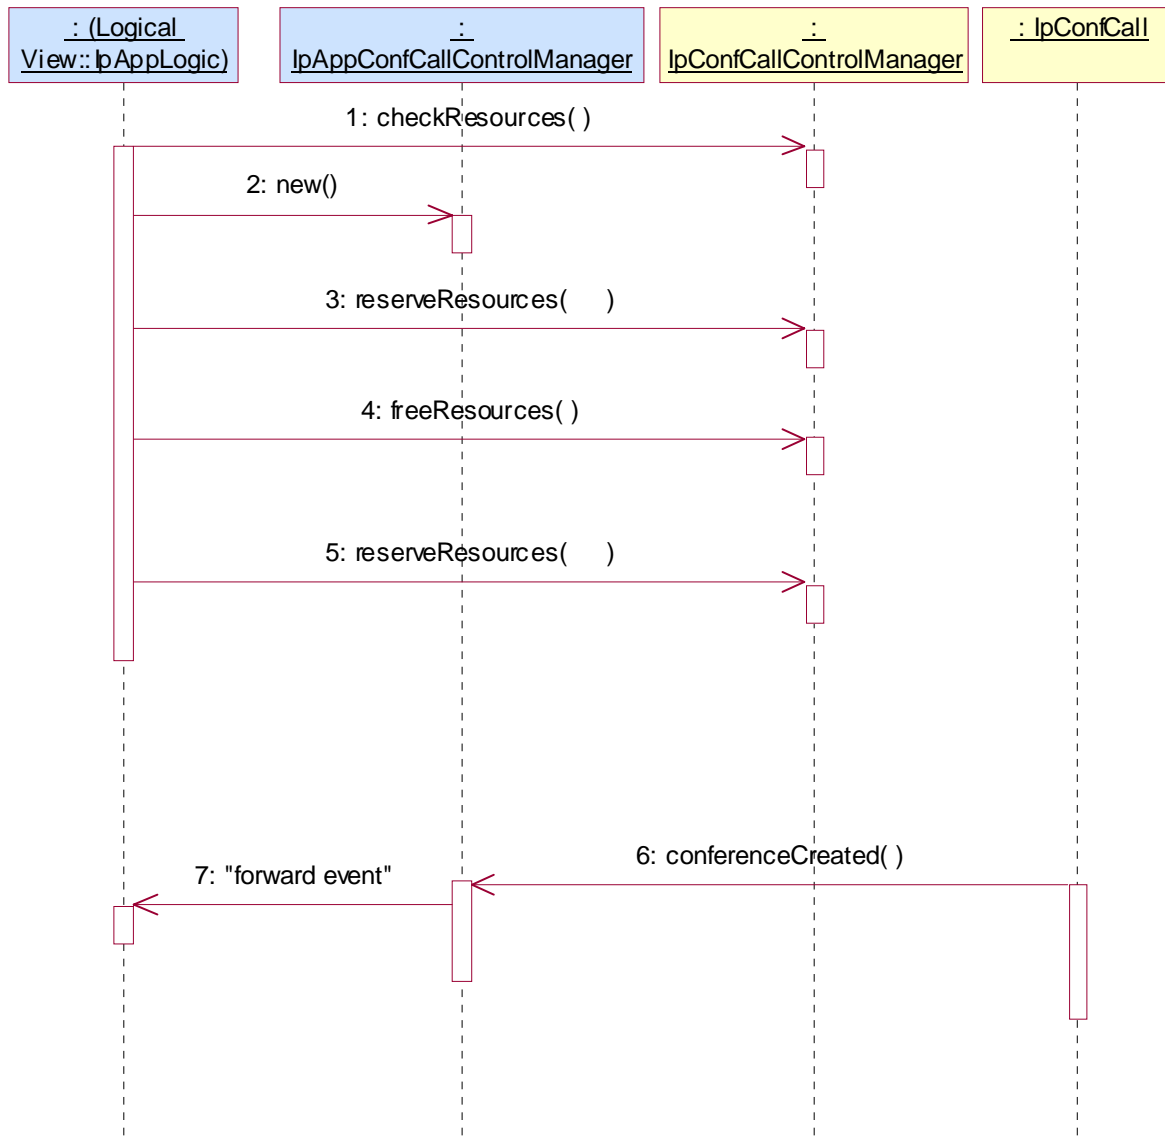 : (Logical
View::IpAppLogic)
:
IpAppConfCallControlManager
:
IpConfCallControlManager
: IpConfCall
1: checkResources( )
2: new()
3: reserveResources( )
4: freeResources( )
5: reserveResources( )
6: conferenceCreated( )
7: "forward event"